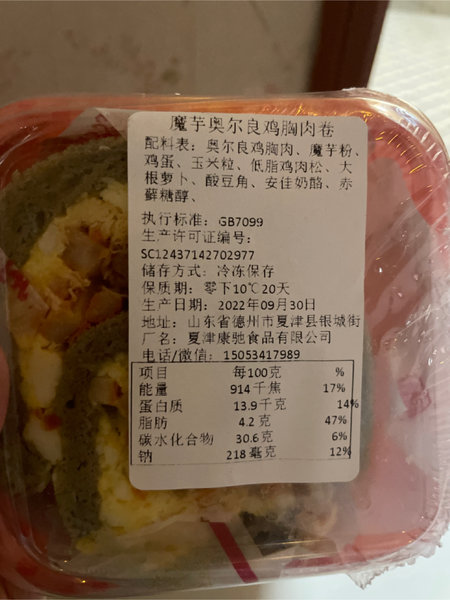 魔芋奥尔良鸡胸肉卷
配料表：奥尔良鸡胸肉、魔芋粉、
鸡蛋、玉米粒、低脂鸡肉松、大
根萝卜、酸豆角、安佳奶酪、赤
藓糖醇、
执行标准：GB7099
生产许可证编号：
SC12437142702977
储存方式：冷冻保存
保质期：零下10℃20天
生产日期：2022年09月30日
地址：山东省德州市夏津县银城街
厂名：夏津康驰食品有限公司
电话/微信：15053417989
项目 每100克 %
能量 914千焦 17%
蛋白质 13.9千克 14%
脂肪 4.2克 47%
碳水化合物 30.6克 6%
钠 218毫克 12%